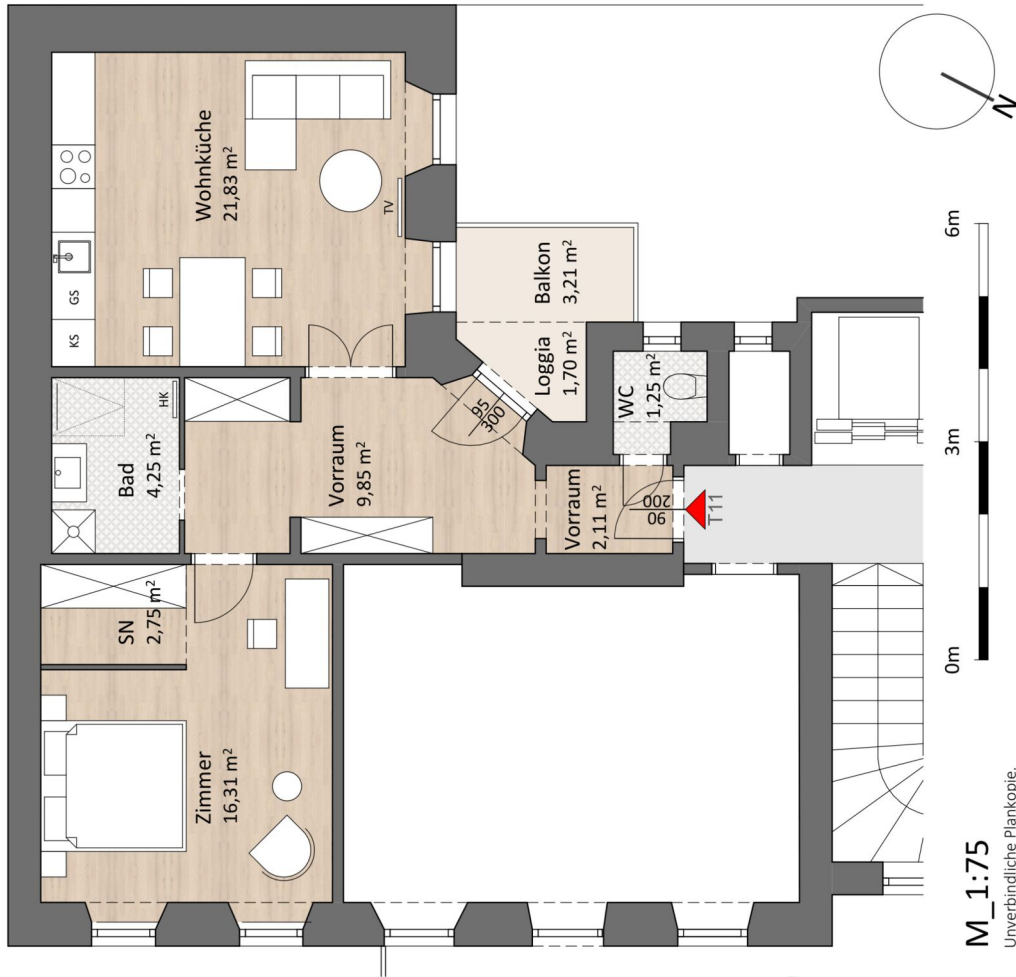 Wohnküche
21,83 m²
TV
GS
KS
Balkon
3,21 m²
Loggia
1,70 m²
WC
1,25 m²
HK
Bad
4,25 m²
Vorraum
9,85 m²
95
300
Vorraum
2,11 m²
90
200
T11
SN
2,75 m²
Zimmer
16,31 m²
N
0m
3m
6m
M_1:75
Unverbindliche Plankopie.